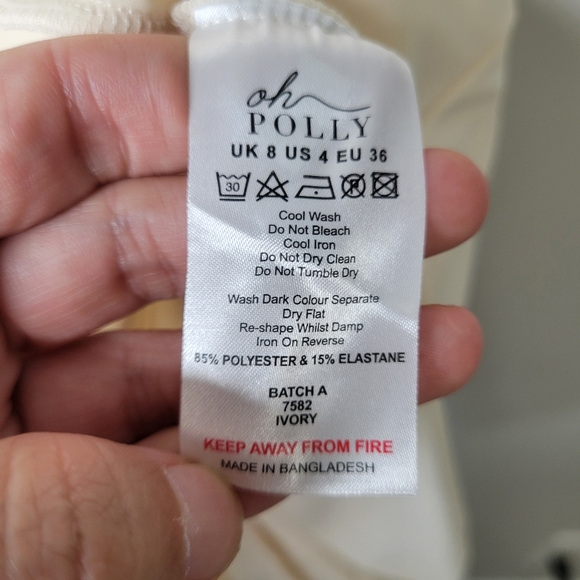 oh
POLLY
UK 8 US 4 EU 36
30
Cool Wash
Do Not Bleach
Cool Iron
Do Not Dry Clean
Do Not Tumble Dry
Wash Dark Colour Separate
Dry Flat
Re-shape Whilst Damp
Iron On Reverse
85% POLYESTER & 15% ELASTANE
BATCH A
7582
IVORY
KEEP AWAY FROM FIRE
MADE IN BANGLADESH